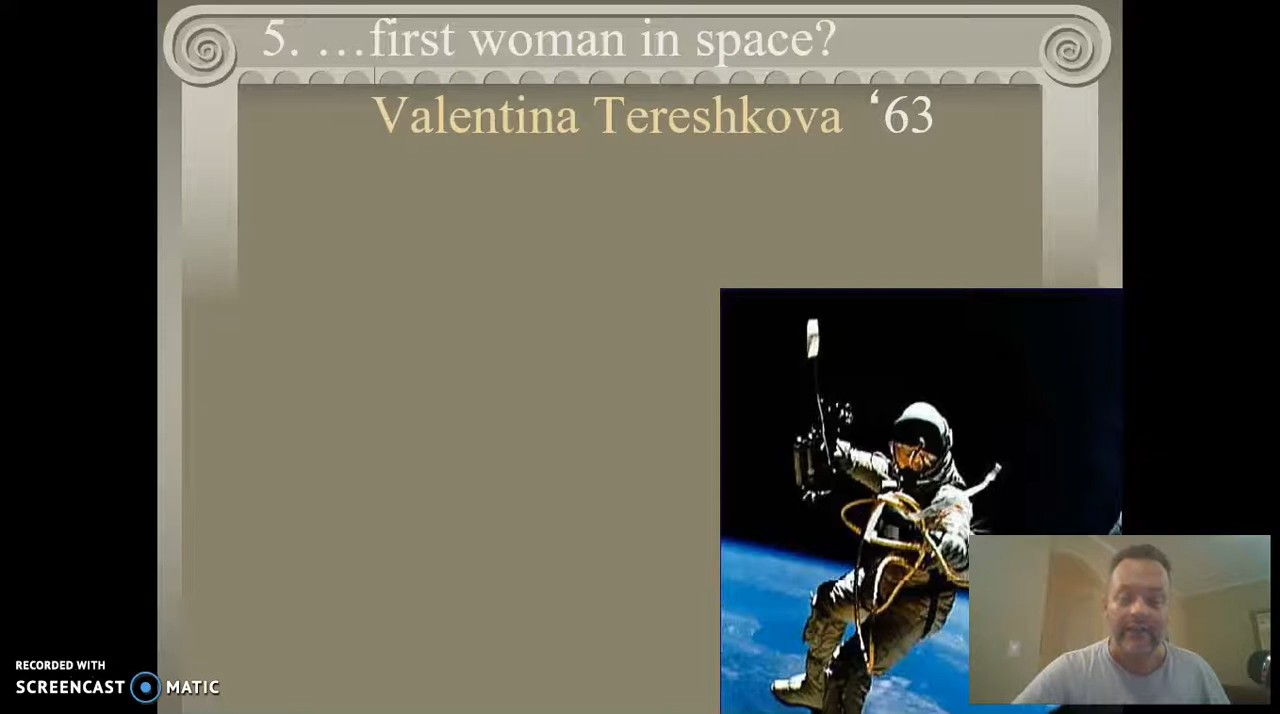 5. …first woman in space?
Valentina Tereshkova ‘63
RECORDED WITH
SCREENCAST MATIC